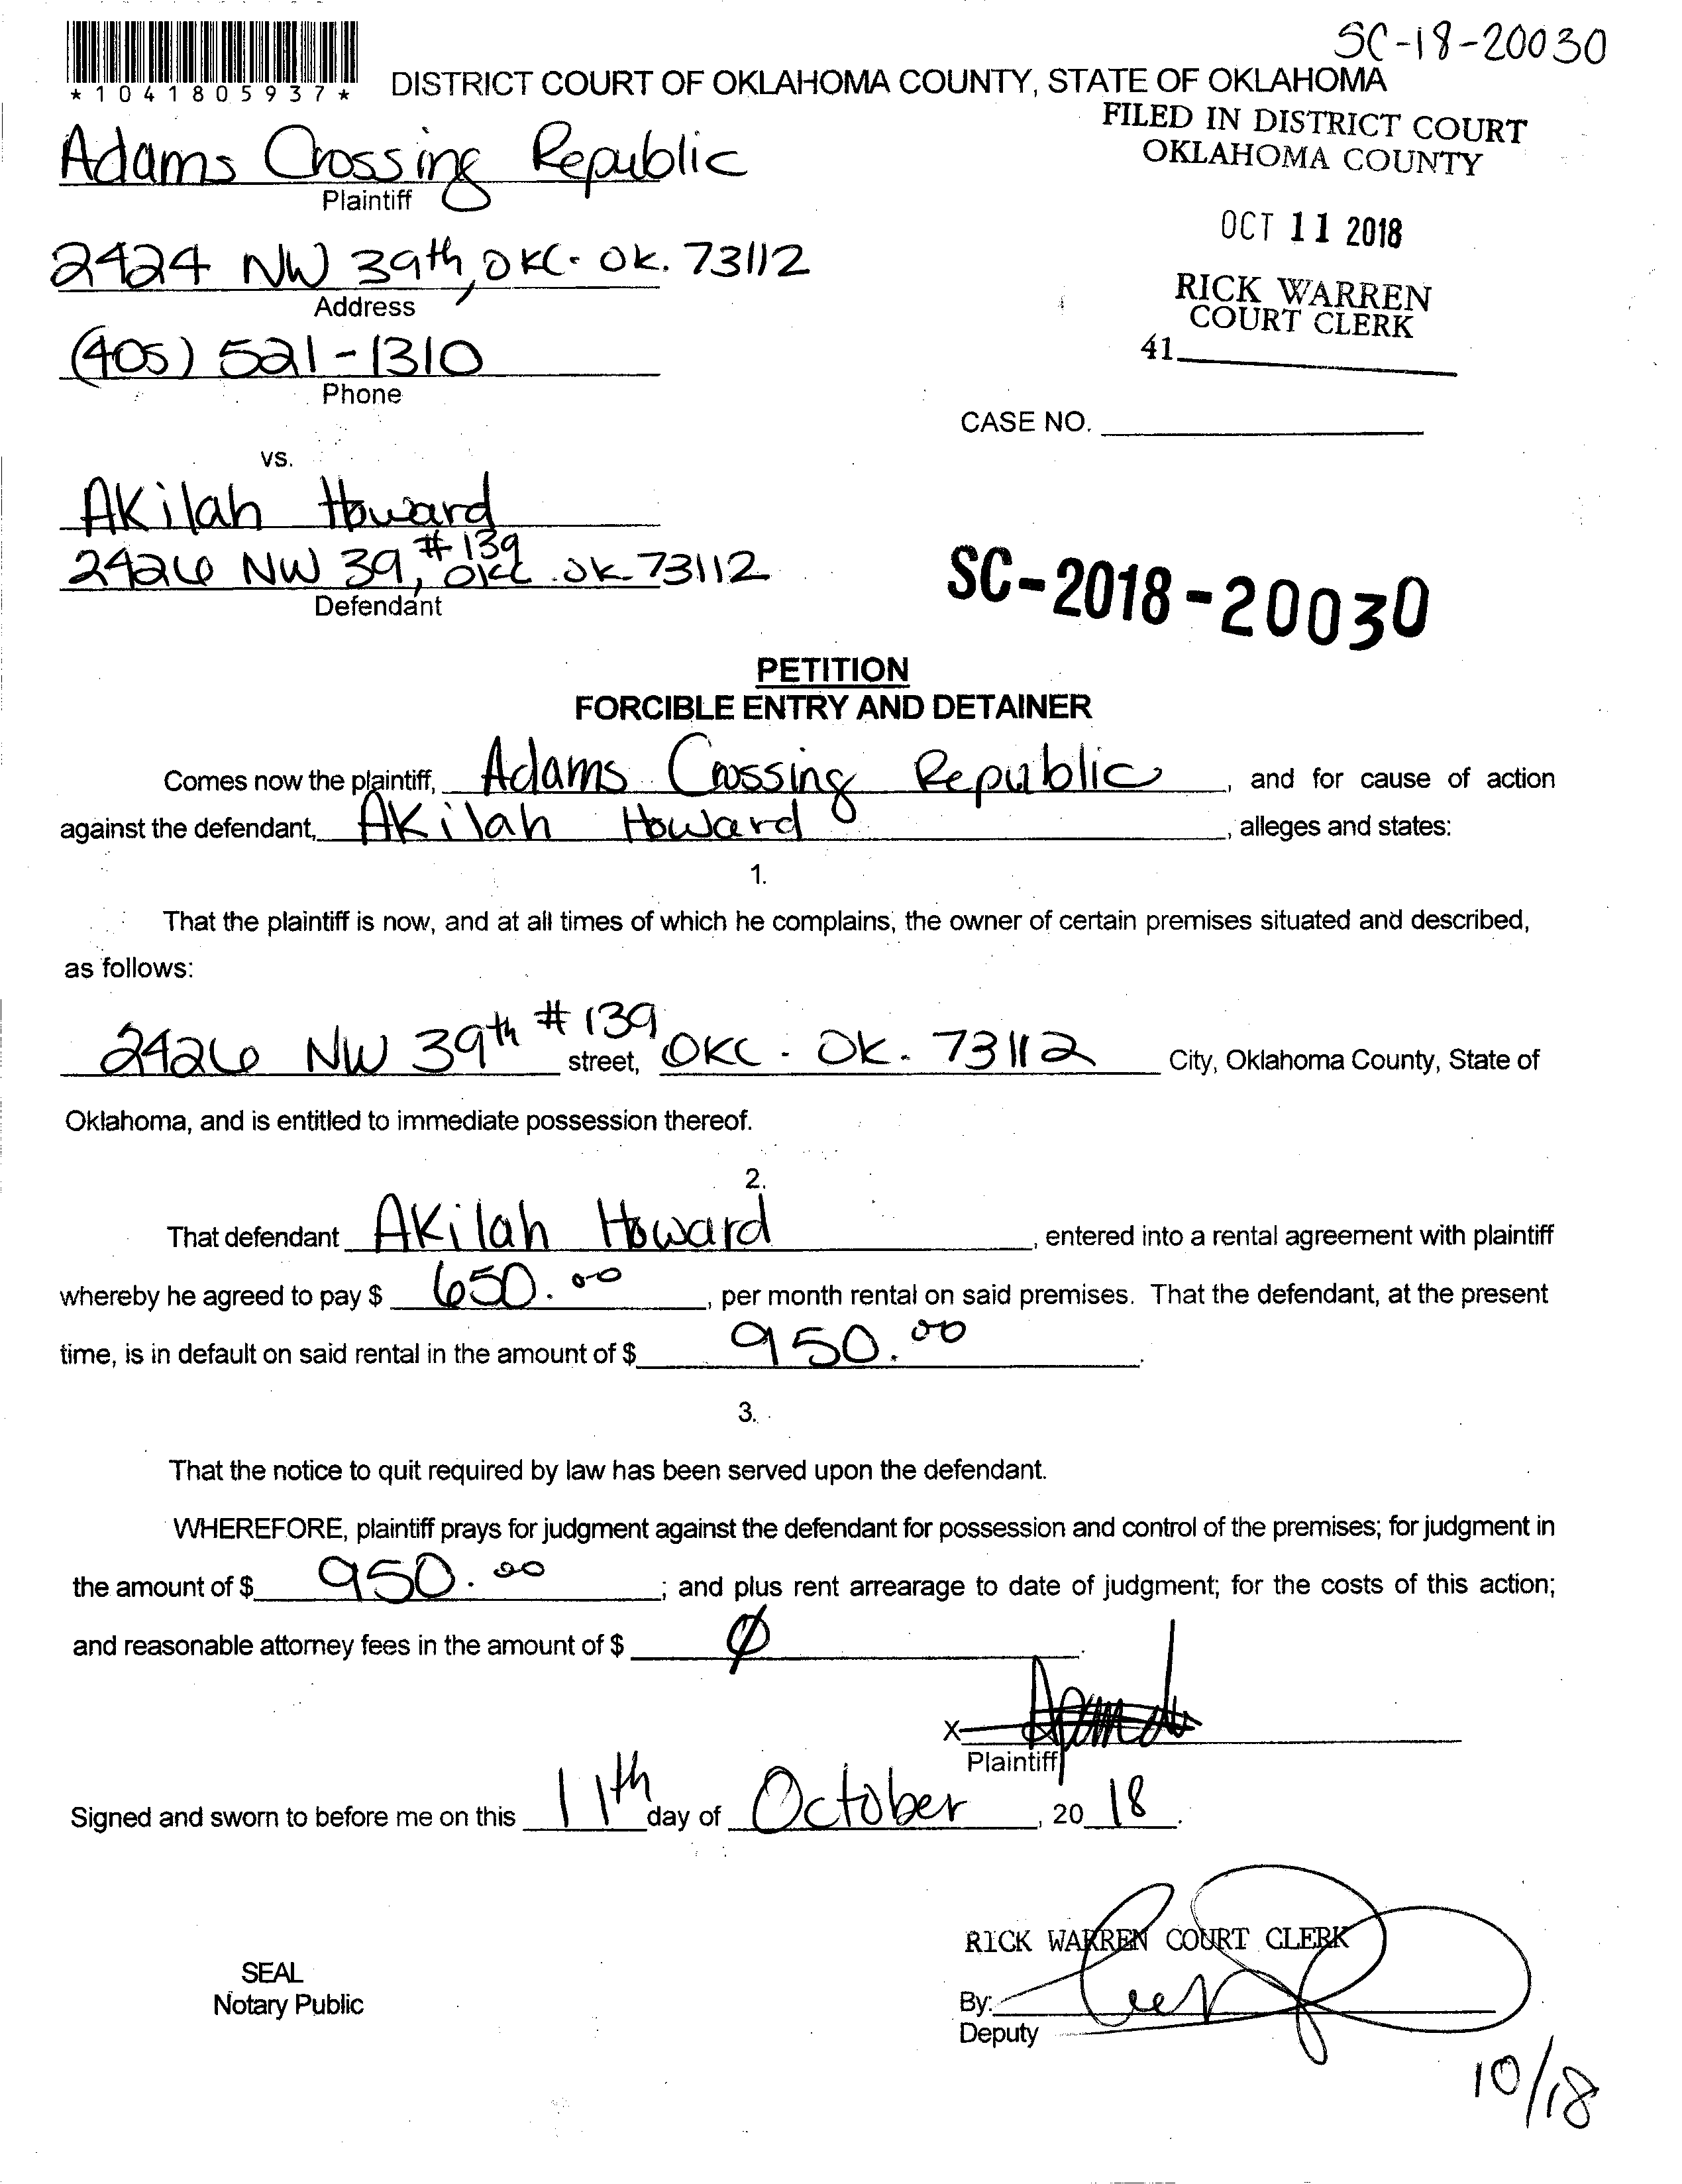 SC-18-20030
*1041805937*
DISTRICT COURT OF OKLAHOMA COUNTY, STATE OF OKLAHOMA
FILED IN DISTRICT COURT
OKLAHOMA COUNTY
Adams Crossing Republic
Plaintiff
OCT 11 2018
2424 NW 39th, OKC. OK. 73112
Address
RICK WARREN
COURT CLERK
41
(405) 521-1310
Phone
CASE NO.
vs.
AKilah Howard
2426 NW 39, #139 OKC OK 73112
Defendant
SC-2018-20030
PETITION
FORCIBLE ENTRY AND DETAINER
Comes now the plaintiff, Adams Crossing Republic, and for cause of action
against the defendant, AKilah Howard, alleges and states:
1.
That the plaintiff is now, and at all times of which he complains, the owner of certain premises situated and described,
as follows:
2426 NW 39th #139 street, OKC. OK. 73112 City, Oklahoma County, State of
Oklahoma, and is entitled to immediate possession thereof.
2.
That defendant AKilah Howard, entered into a rental agreement with plaintiff
whereby he agreed to pay $ 650.00, per month rental on said premises. That the defendant, at the present
time, is in default on said rental in the amount of $ 950.00.
3.
That the notice to quit required by law has been served upon the defendant.
WHEREFORE, plaintiff prays for judgment against the defendant for possession and control of the premises; for judgment in
the amount of $ 950.00; and plus rent arrearage to date of judgment; for the costs of this action;
and reasonable attorney fees in the amount of $ Ø.
X
Plaintiff
Signed and sworn to before me on this 11th day of October, 2018.
RICK WARREN COURT CLERK
SEAL
Notary Public
By:
Deputy
10/18